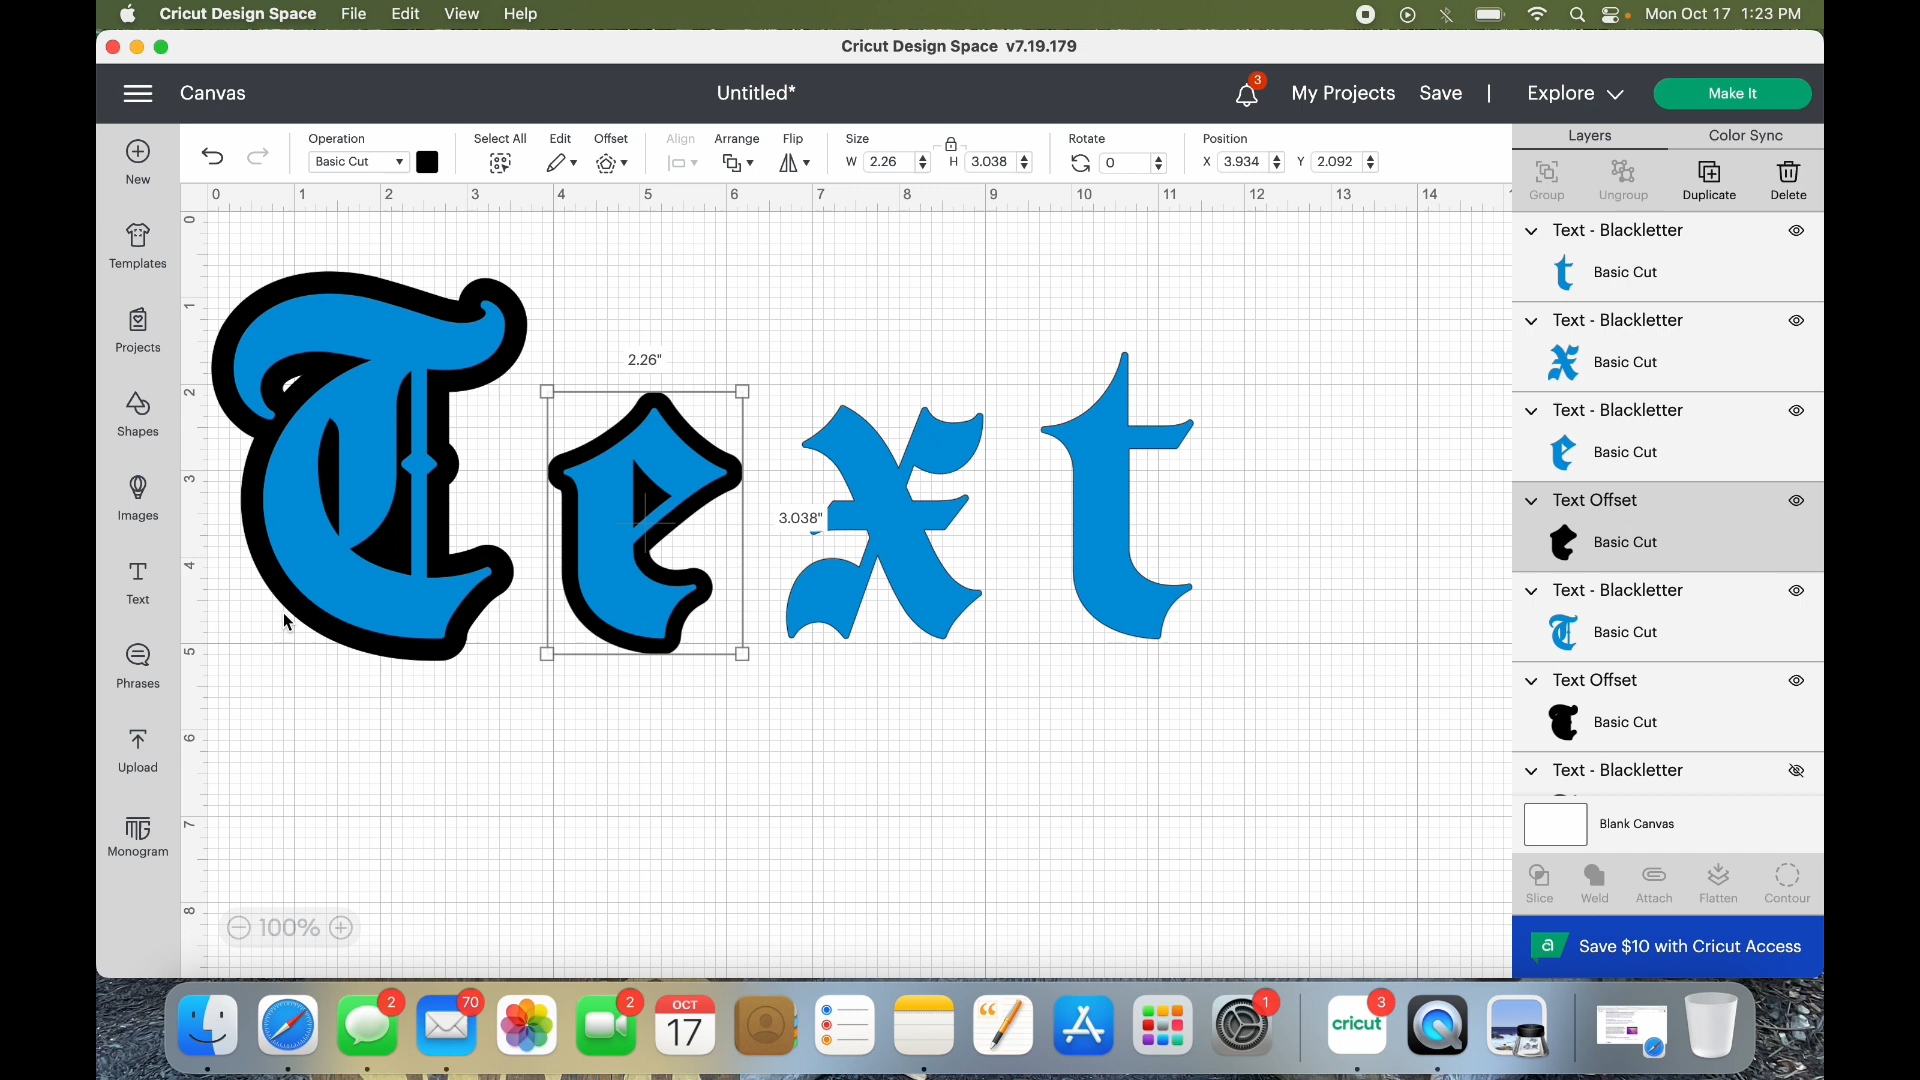 Cricut Design Space File Edit View Help Mon Oct 17 1:23 PM
Cricut Design Space v7.19.179
Canvas Untitled* 3 My Projects Save | Explore Make It
Operation Select All Edit Offset Align Arrange Flip Size Rotate Position
Basic Cut W 2.26 H 3.038 0 X 3.934 Y 2.092
Layers Color Sync
Group Ungroup Duplicate Delete
0 1 2 3 4 5 6 7 8 9 10 11 12 13 14
0
1
2
3
4
5
6
7
8
New
Templates
Projects
Shapes
Images
Text
Phrases
Upload
MG
Monogram
2.26"
3.038"
Text
100%
Text - Blackletter
t Basic Cut
Text - Blackletter
x Basic Cut
Text - Blackletter
e Basic Cut
Text Offset
Basic Cut
Text - Blackletter
T Basic Cut
Text Offset
Basic Cut
Text - Blackletter
Blank Canvas
Slice Weld Attach Flatten Contour
a Save $10 with Cricut Access
2 70 2 OCT 17 1 cricut 3